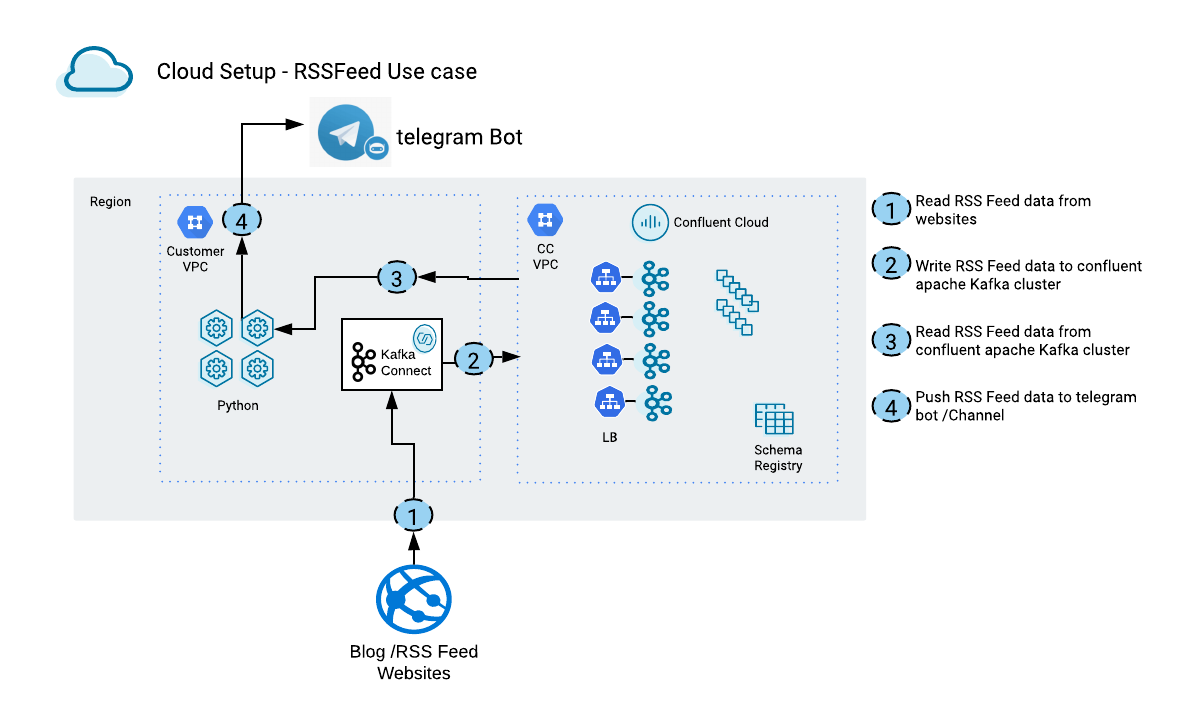 Cloud Setup - RSSFeed Use case
telegram Bot
Region
4
Customer
VPC
3
Python
Kafka
Connect
2
1
Blog /RSS Feed
Websites
CC
VPC
Confluent Cloud
LB
Schema
Registry
1
Read RSS Feed data from
websites
2
Write RSS Feed data to confluent
apache Kafka cluster
3
Read RSS Feed data from
confluent apache Kafka cluster
4
Push RSS Feed data to telegram
bot /Channel